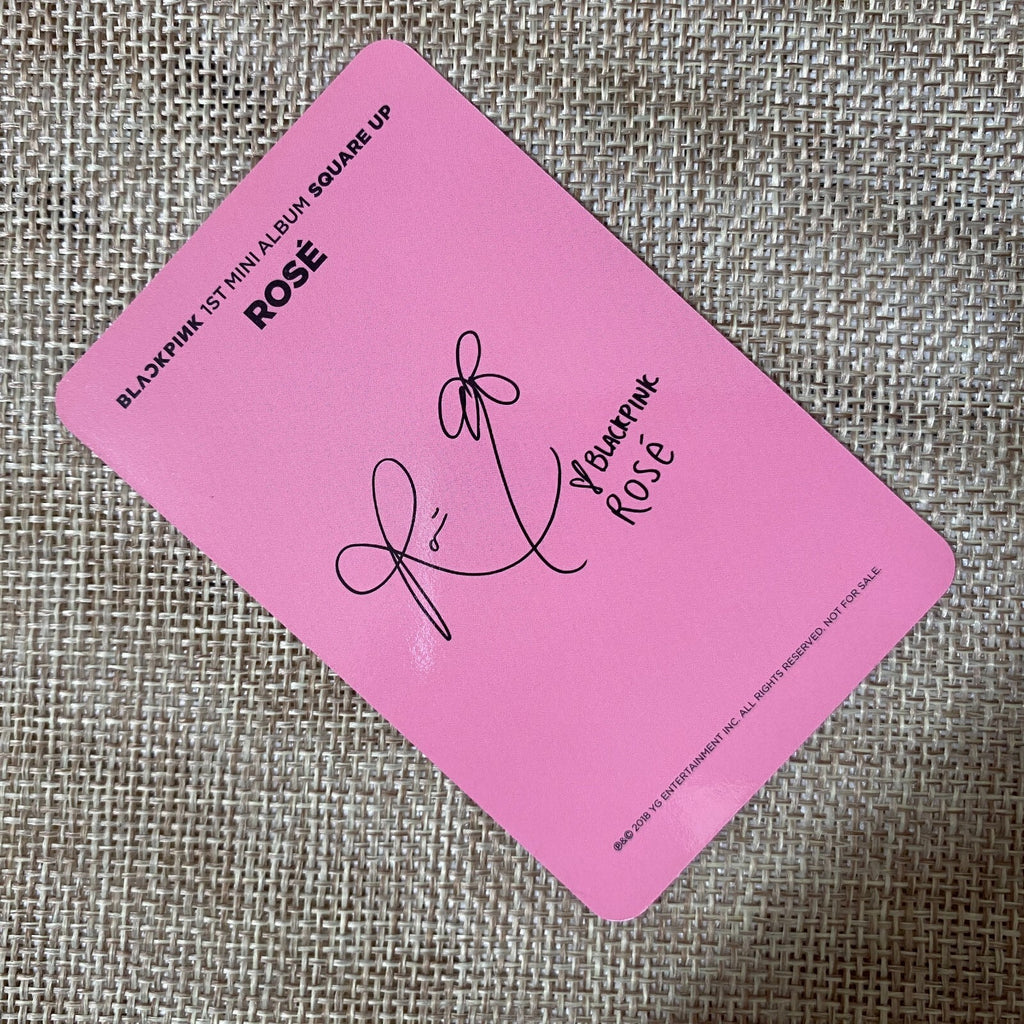 BLACKPINK 1ST MINI ALBUM SQUARE UP
ROSÉ
BLACKPINK
ROSÉ
℗&© 2018 YG ENTERTAINMENT INC. ALL RIGHTS RESERVED. NOT FOR SALE.